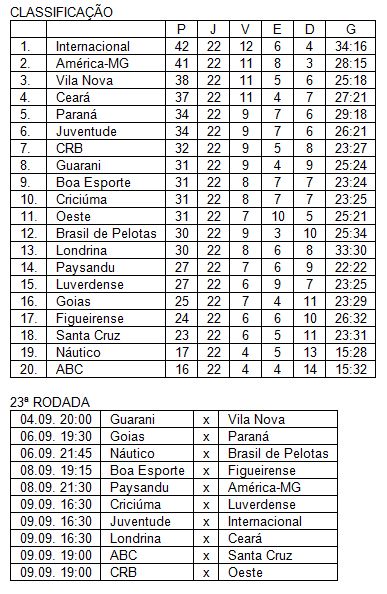 CLASSIFICAÇÃO
P J V E D G
1. Internacional 42 22 12 6 4 34:16
2. América-MG 41 22 11 8 3 28:15
3. Vila Nova 38 22 11 5 6 25:18
4. Ceará 37 22 11 4 7 27:21
5. Paraná 34 22 9 7 6 29:18
6. Juventude 34 22 9 7 6 26:21
7. CRB 32 22 9 5 8 23:27
8. Guarani 31 22 9 4 9 25:24
9. Boa Esporte 31 22 8 7 7 23:24
10. Criciúma 31 22 8 7 7 23:25
11. Oeste 31 22 7 10 5 25:21
12. Brasil de Pelotas 30 22 9 3 10 25:34
13. Londrina 30 22 8 6 8 33:30
14. Paysandu 27 22 7 6 9 22:22
15. Luverdense 27 22 6 9 7 23:25
16. Goias 25 22 7 4 11 23:29
17. Figueirense 24 22 6 6 10 26:32
18. Santa Cruz 23 22 6 5 11 23:31
19. Náutico 17 22 4 5 13 15:28
20. ABC 16 22 4 4 14 15:32
23ª RODADA
04.09. 20:00 Guarani x Vila Nova
06.09. 19:30 Goias x Paraná
06.09. 21:45 Náutico x Brasil de Pelotas
08.09. 19:15 Boa Esporte x Figueirense
08.09. 21:30 Paysandu x América-MG
09.09. 16:30 Criciúma x Luverdense
09.09. 16:30 Juventude x Internacional
09.09. 16:30 Londrina x Ceará
09.09. 19:00 ABC x Santa Cruz
09.09. 19:00 CRB x Oeste